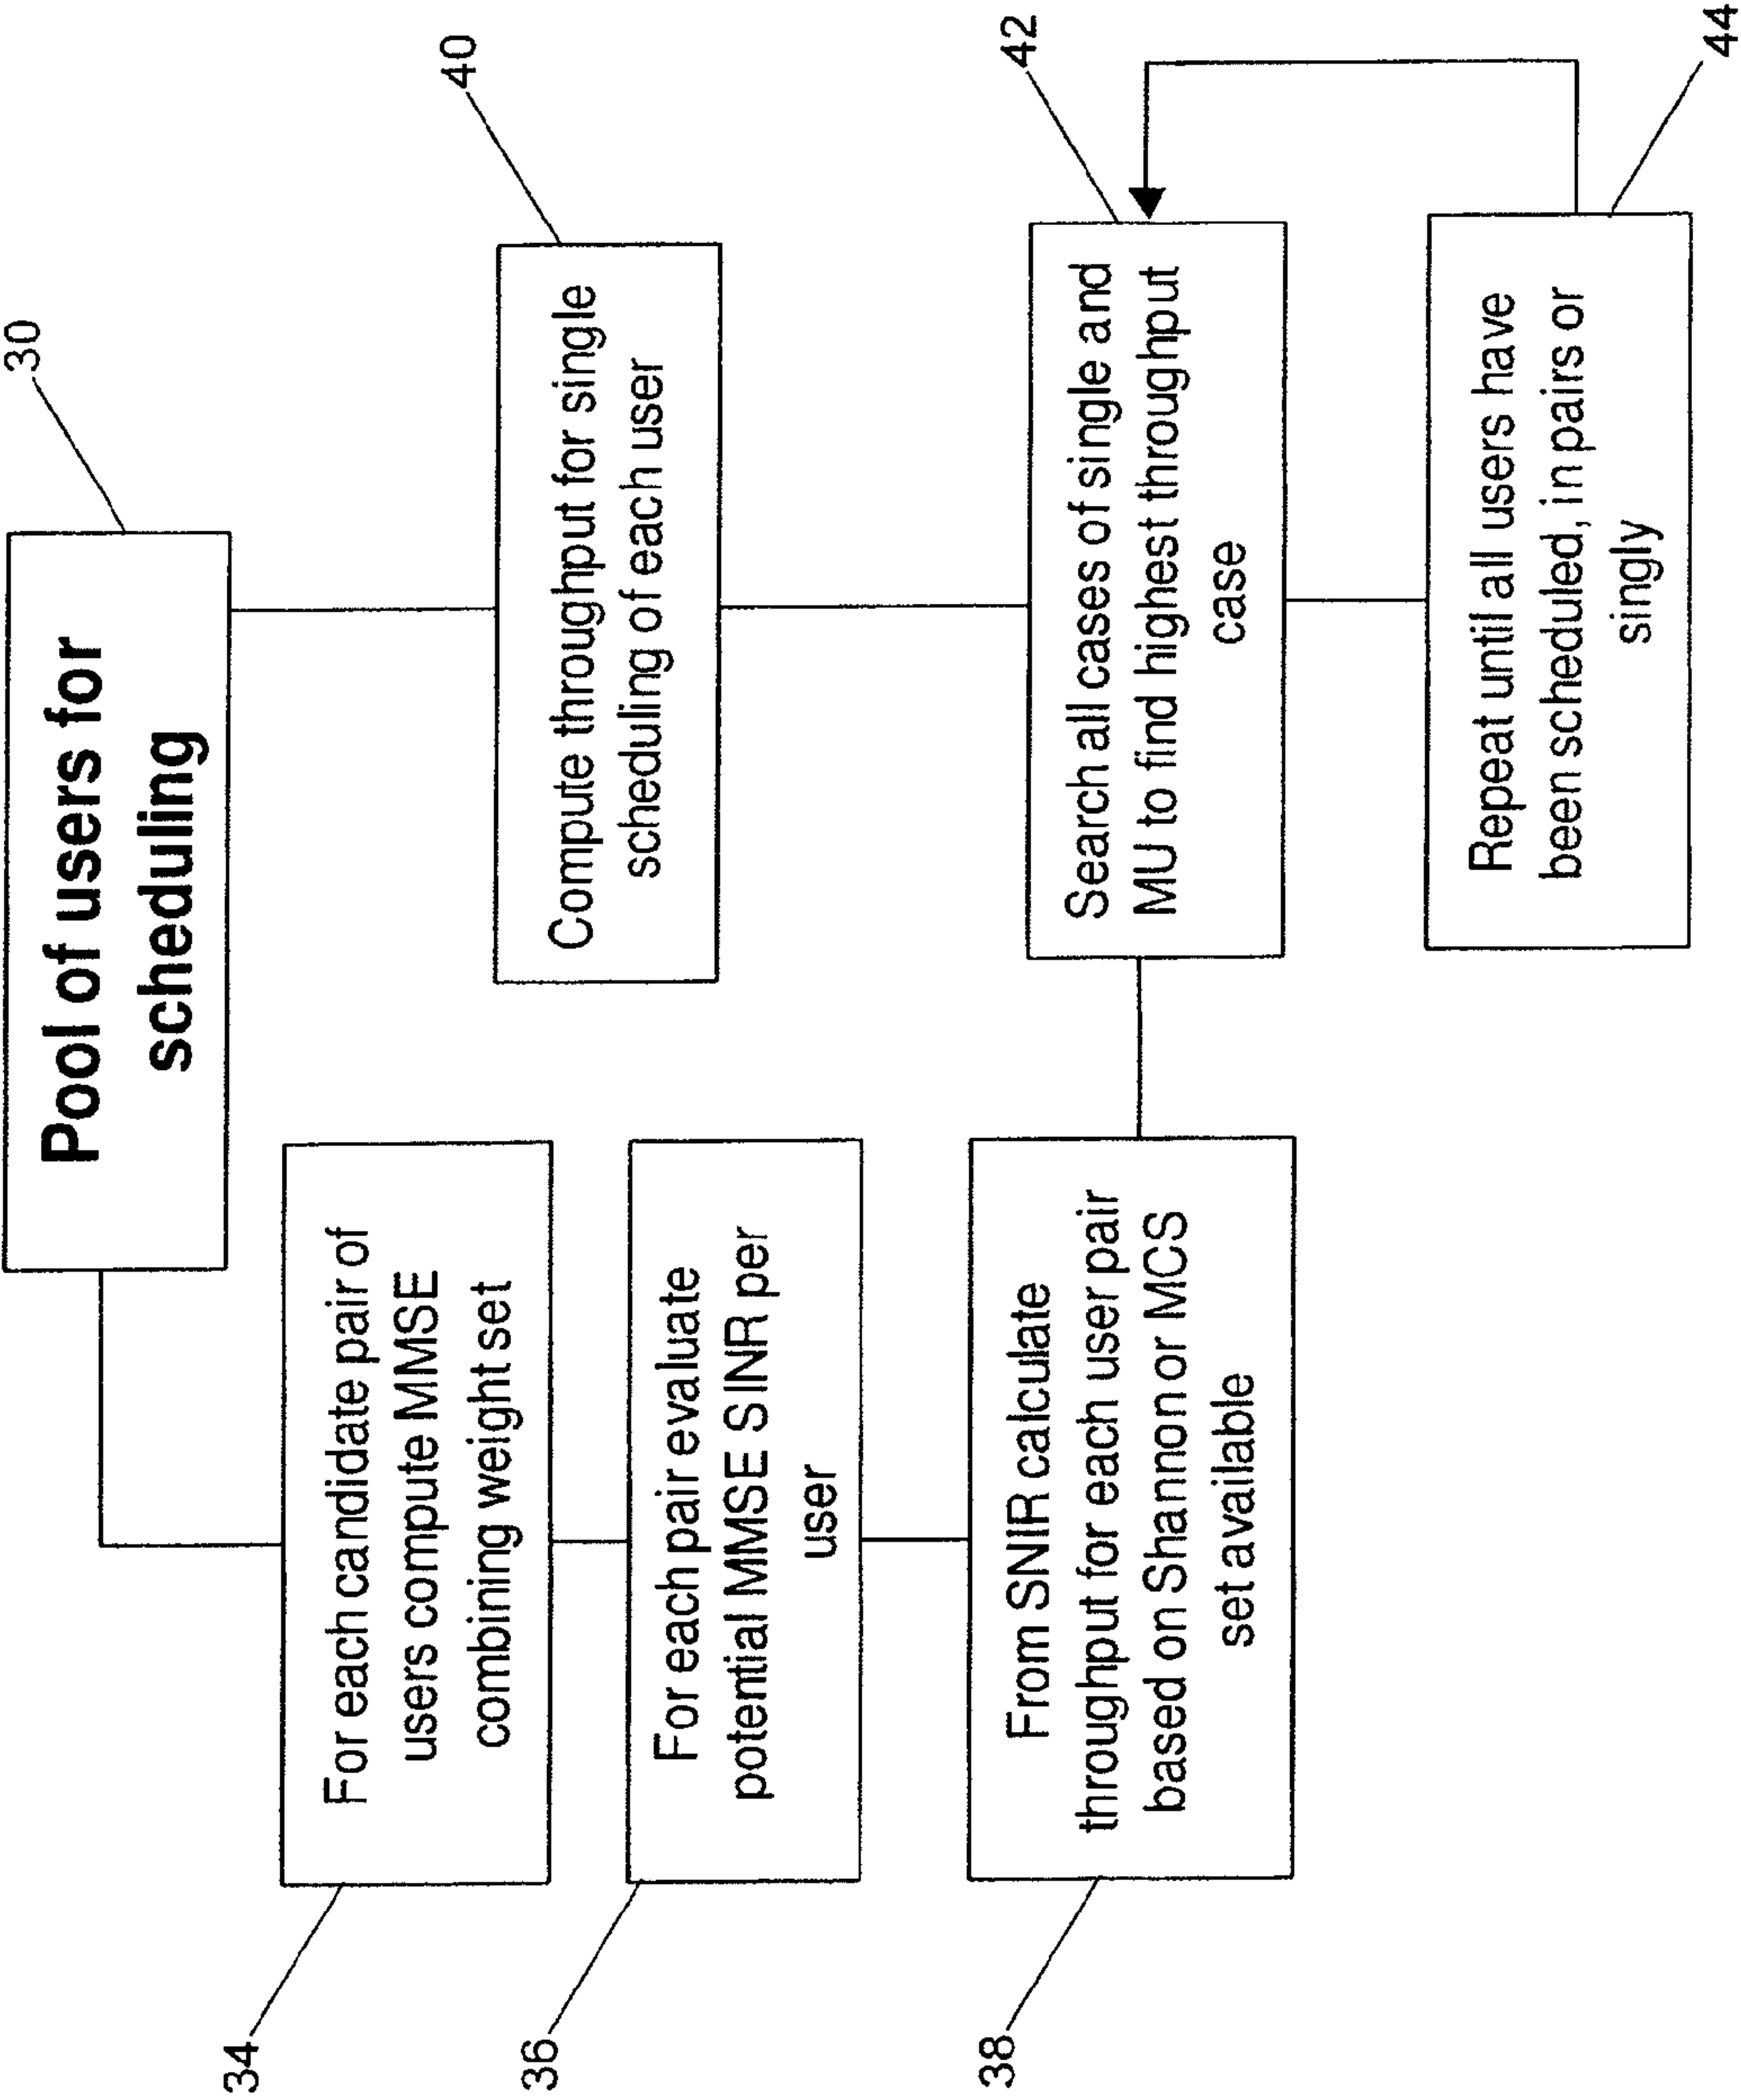 30
Pool of users for
scheduling
34
For each candidate pair of
users compute MMSE
combining weight set
36
For each pair evaluate
potential MMSE SINR per
user
38
From SNIR calculate
throughput for each user pair
based on Shannon or MCS
set available
40
Compute throughput for single
scheduling of each user
42
Search all cases of single and
MU to find highest throughput
case
44
Repeat until all users have
been scheduled, in pairs or
singly